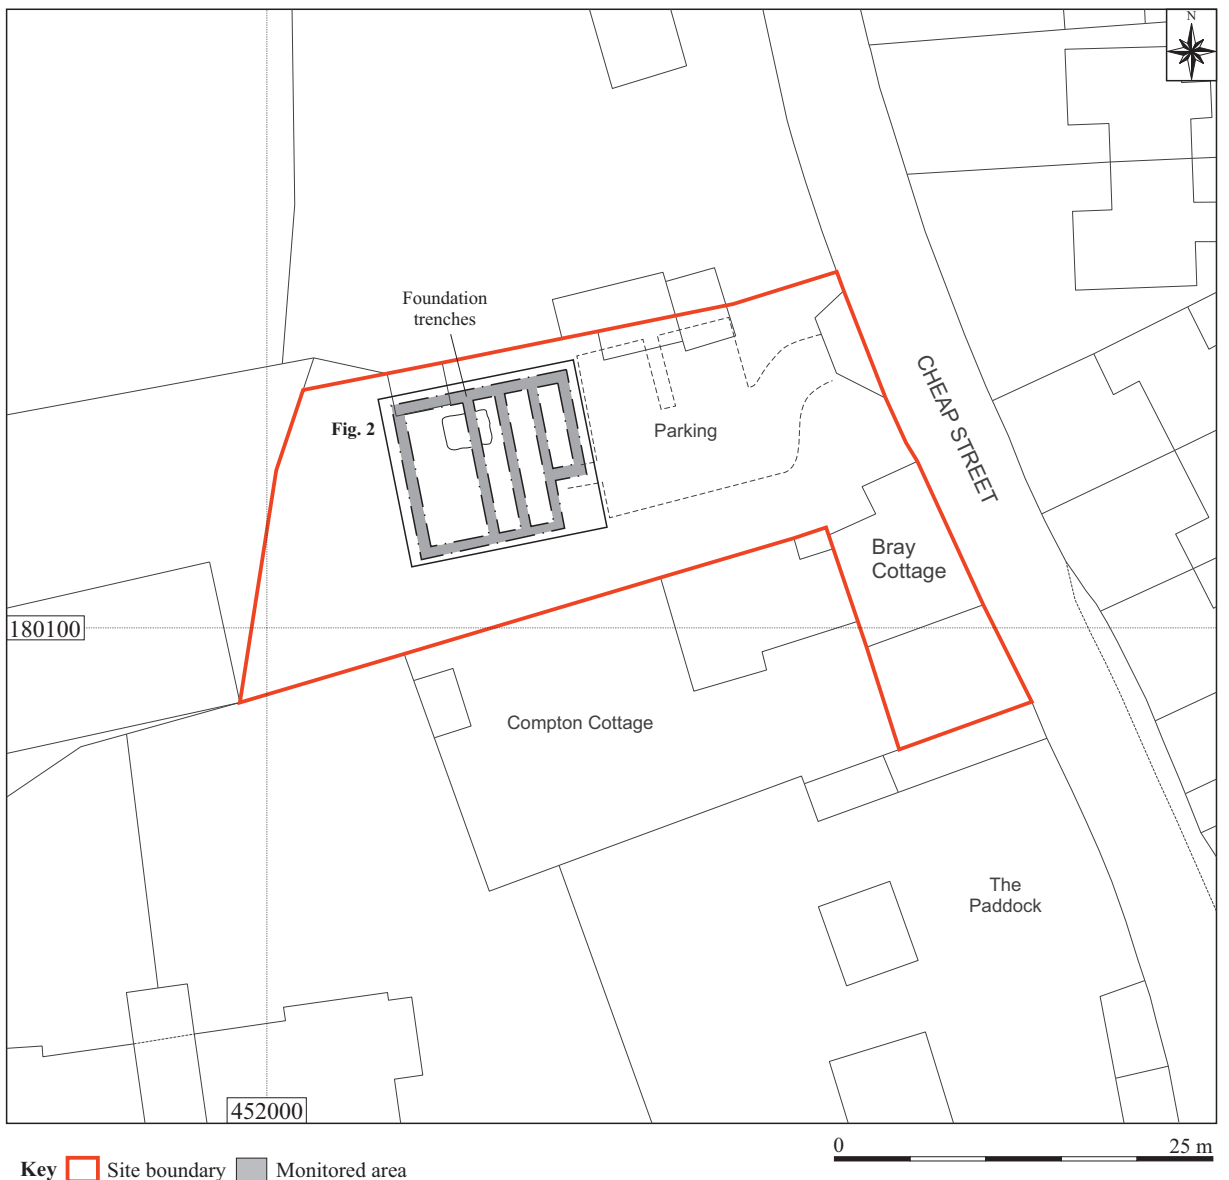 N
Foundation
trenches
Fig. 2
Parking
CHEAP STREET
Bray
Cottage
180100
Compton Cottage
The
Paddock
452000
0
25 m
Key
Site boundary
Monitored area